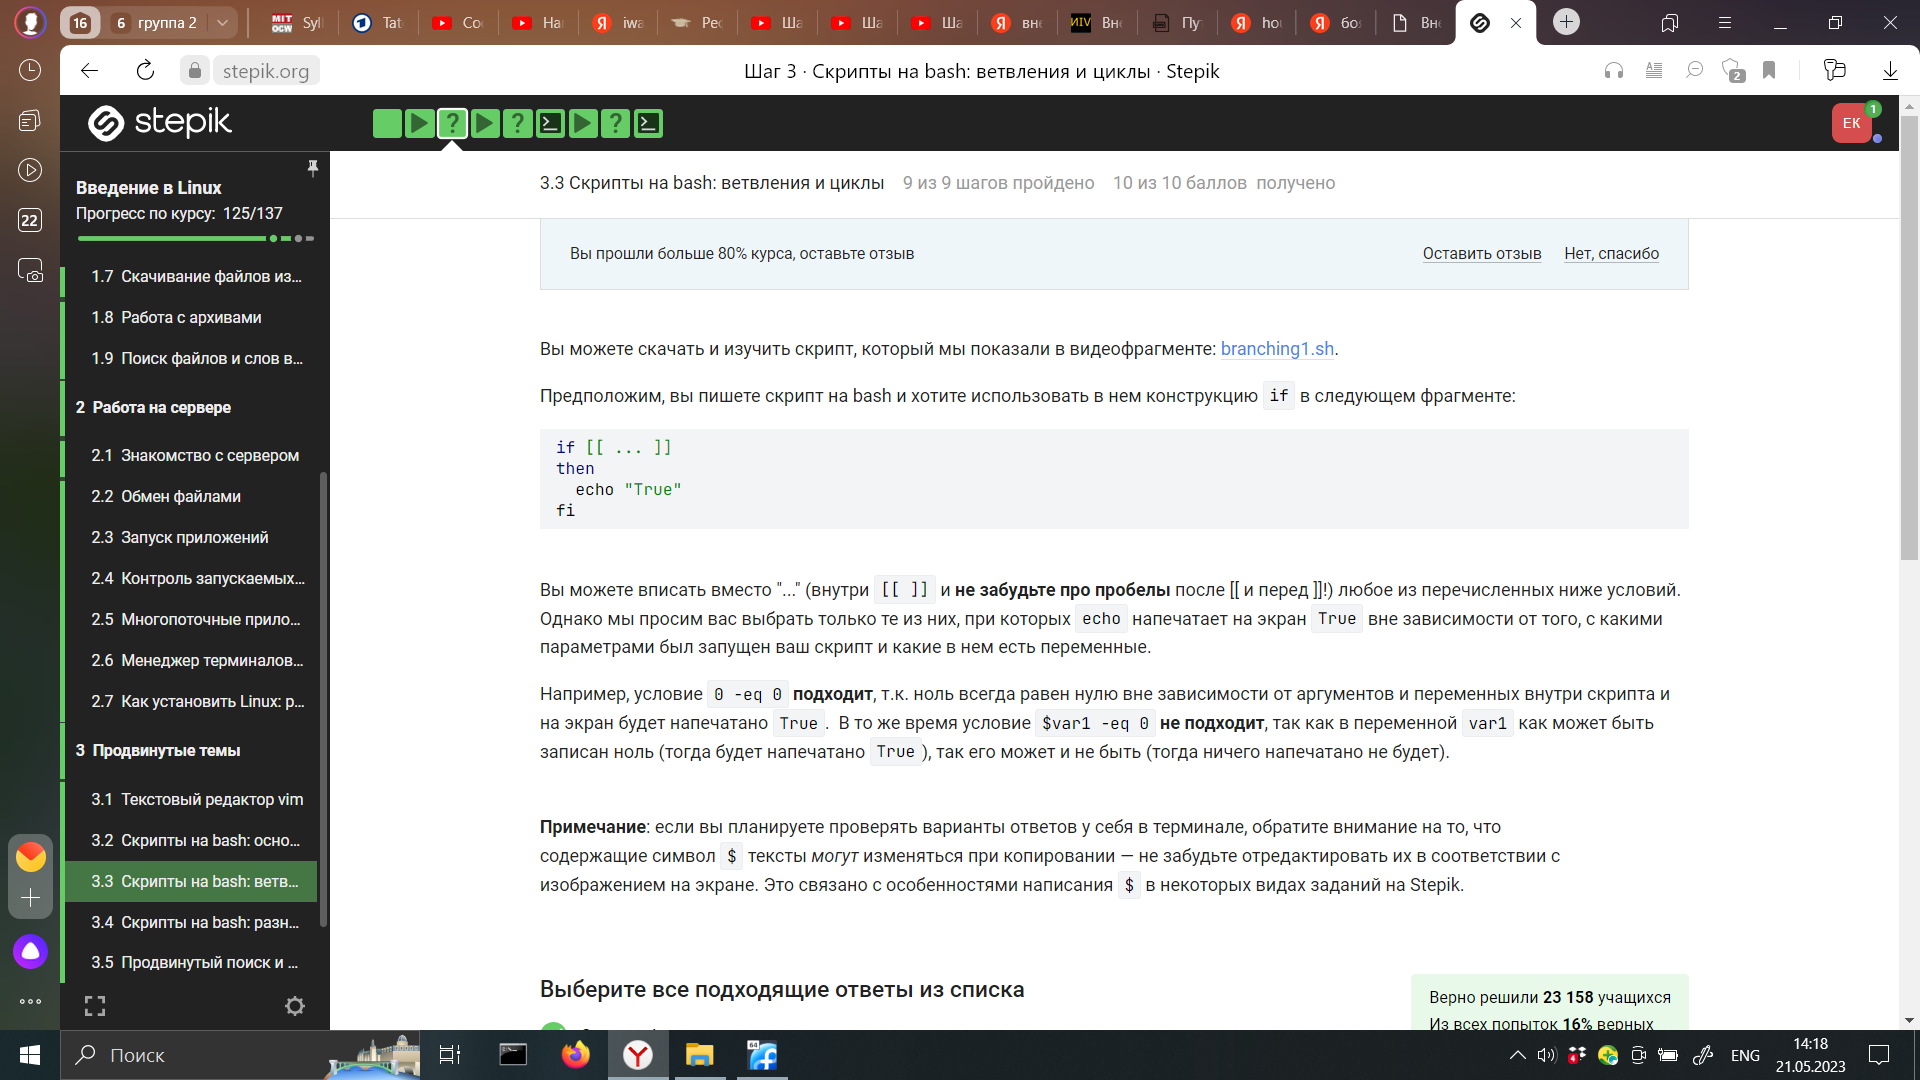 16
6 группа 2
MIT OCW Syl
Tat
Coc
На
iwa
Рес
Ша
Ша
Ша
вне
Вне
Пу
hou
бо
Вне
stepik.org
Шаг 3 · Скрипты на bash: ветвления и циклы · Stepik
2
22
stepik
ЕК
1
Введение в Linux
Прогресс по курсу: 125/137
1.7 Скачивание файлов из...
1.8 Работа с архивами
1.9 Поиск файлов и слов в...
2 Работа на сервере
2.1 Знакомство с сервером
2.2 Обмен файлами
2.3 Запуск приложений
2.4 Контроль запускаемых...
2.5 Многопоточные прило...
2.6 Менеджер терминалов...
2.7 Как установить Linux: р...
3 Продвинутые темы
3.1 Текстовый редактор vim
3.2 Скрипты на bash: осно...
3.3 Скрипты на bash: ветв...
3.4 Скрипты на bash: разн...
3.5 Продвинутый поиск и ...
3.3 Скрипты на bash: ветвления и циклы 9 из 9 шагов пройдено 10 из 10 баллов получено
Вы прошли больше 80% курса, оставьте отзыв Оставить отзыв Нет, спасибо
Вы можете скачать и изучить скрипт, который мы показали в видеофрагменте: branching1.sh.
Предположим, вы пишете скрипт на bash и хотите использовать в нем конструкцию if в следующем фрагменте:
if [[ ... ]]
then
echo "True"
fi
Вы можете вписать вместо "..." (внутри [[ ]] и не забудьте про пробелы после [[ и перед ]]!) любое из перечисленных ниже условий.
Однако мы просим вас выбрать только те из них, при которых echo напечатает на экран True вне зависимости от того, с какими
параметрами был запущен ваш скрипт и какие в нем есть переменные.
Например, условие 0 -eq 0 подходит, т.к. ноль всегда равен нулю вне зависимости от аргументов и переменных внутри скрипта и
на экран будет напечатано True. В то же время условие $var1 -eq 0 не подходит, так как в переменной var1 как может быть
записан ноль (тогда будет напечатано True), так его может и не быть (тогда ничего напечатано не будет).
Примечание: если вы планируете проверять варианты ответов у себя в терминале, обратите внимание на то, что
содержащие символ $ тексты могут изменяться при копировании — не забудьте отредактировать их в соответствии с
изображением на экране. Это связано с особенностями написания $ в некоторых видах заданий на Stepik.
Выберите все подходящие ответы из списка
Верно решили 23 158 учащихся
Из всех попыток 16% верных
Поиск
64
4
ENG
14:18
21.05.2023